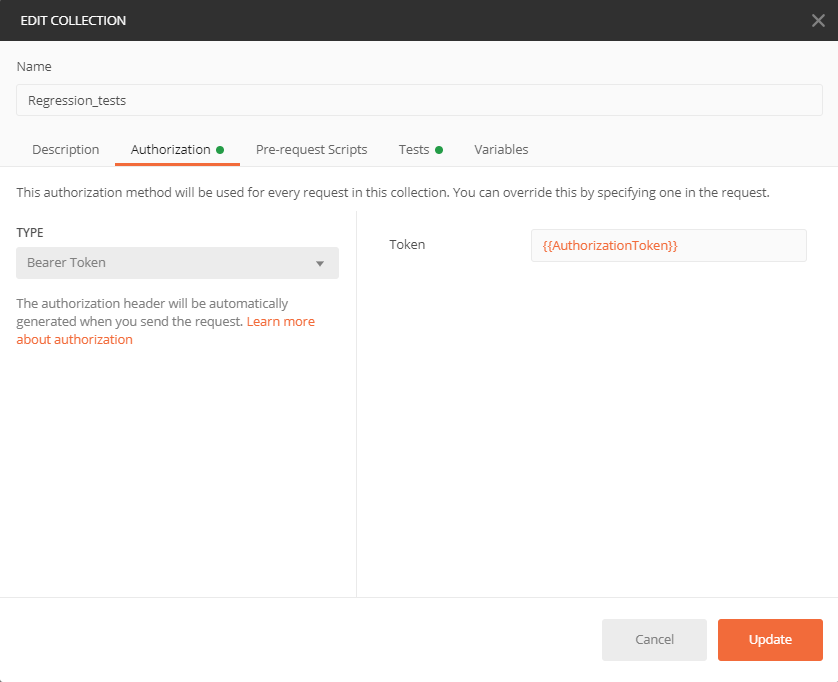 EDIT COLLECTION
Name
Regression_tests
Description Authorization Pre-request Scripts Tests Variables
This authorization method will be used for every request in this collection. You can override this by specifying one in the request.
TYPE
Bearer Token
The authorization header will be automatically
generated when you send the request. Learn more
about authorization
Token {{AuthorizationToken}}
Cancel Update